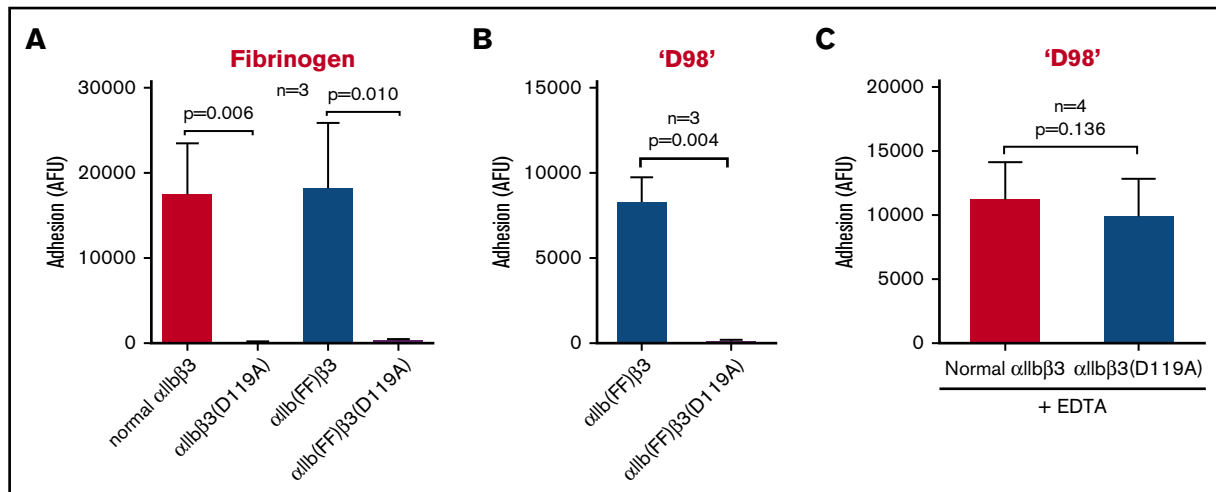 A
Fibrinogen
30000
20000
10000
0
Adhesion (AFU)
n=3
p=0.006
p=0.010
normal αIIbβ3
αIIbβ3(D119A)
αIIb(FF)β3
αIIb(FF)β3(D119A)
B
'D98'
15000
10000
5000
0
Adhesion (AFU)
n=3
p=0.004
αIIb(FF)β3
αIIb(FF)β3(D119A)
C
'D98'
20000
15000
10000
5000
0
Adhesion (AFU)
n=4
p=0.136
Normal αIIbβ3 αIIbβ3(D119A)
+ EDTA